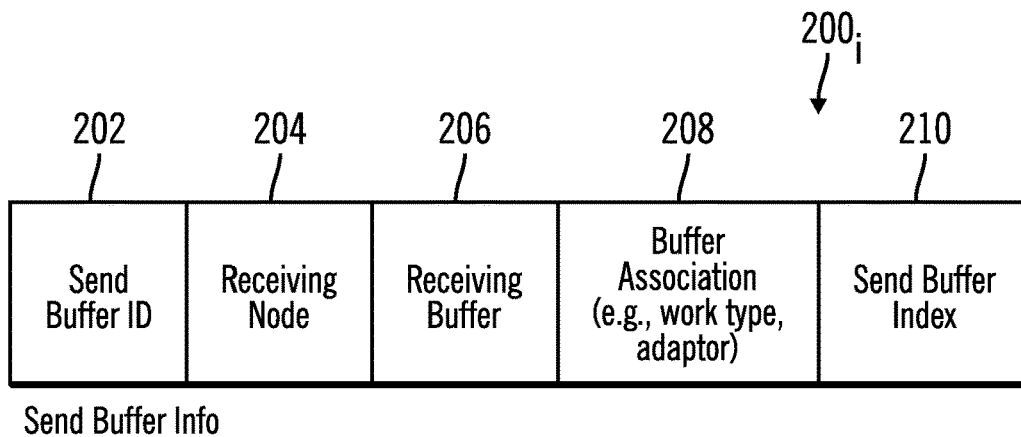 200i
202 204 206 208 210
Send
Buffer ID
Receiving
Node
Receiving
Buffer
Buffer
Association
(e.g., work type,
adaptor)
Send Buffer
Index
Send Buffer Info